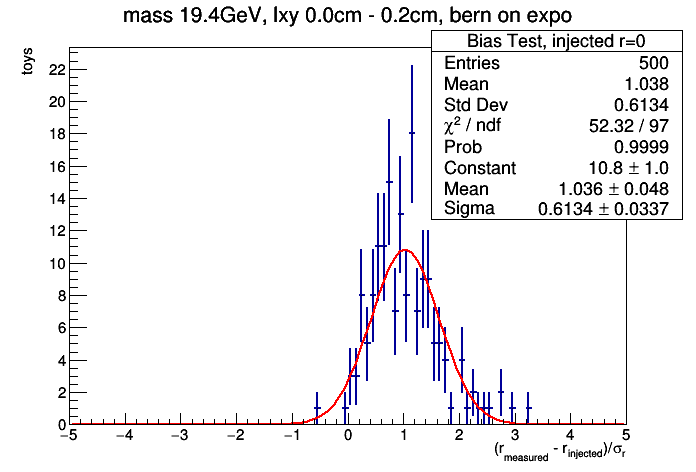 mass 19.4GeV, lxy 0.0cm - 0.2cm, bern on expo
Bias Test, injected r=0
Entries 500
Mean 1.038
Std Dev 0.6134
χ² / ndf 52.32 / 97
Prob 0.9999
Constant 10.8 ± 1.0
Mean 1.036 ± 0.048
Sigma 0.6134 ± 0.0337
toys
22
20
18
16
14
12
10
8
6
4
2
0
−5 −4 −3 −2 −1 0 1 2 3 4 5
(r_measured - r_injected)/σ_r